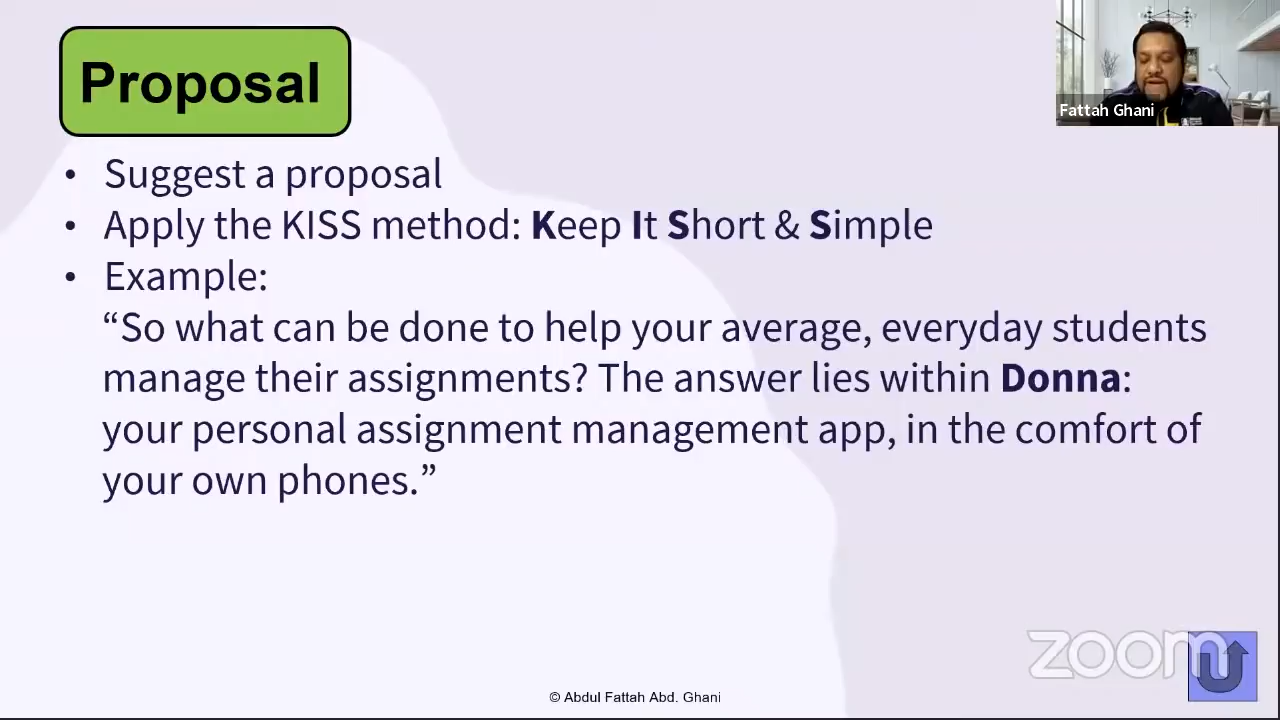 Proposal
Fattah Ghani
• Suggest a proposal
• Apply the KISS method: Keep It Short & Simple
• Example:
“So what can be done to help your average, everyday students
manage their assignments? The answer lies within Donna:
your personal assignment management app, in the comfort of
your own phones.”
zoom
© Abdul Fattah Abd. Ghani